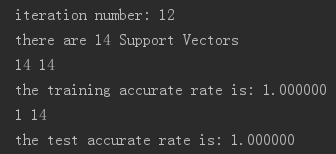 iteration number: 12
there are 14 Support Vectors
14 14
the training accurate rate is: 1.000000
1 14
the test accurate rate is: 1.000000